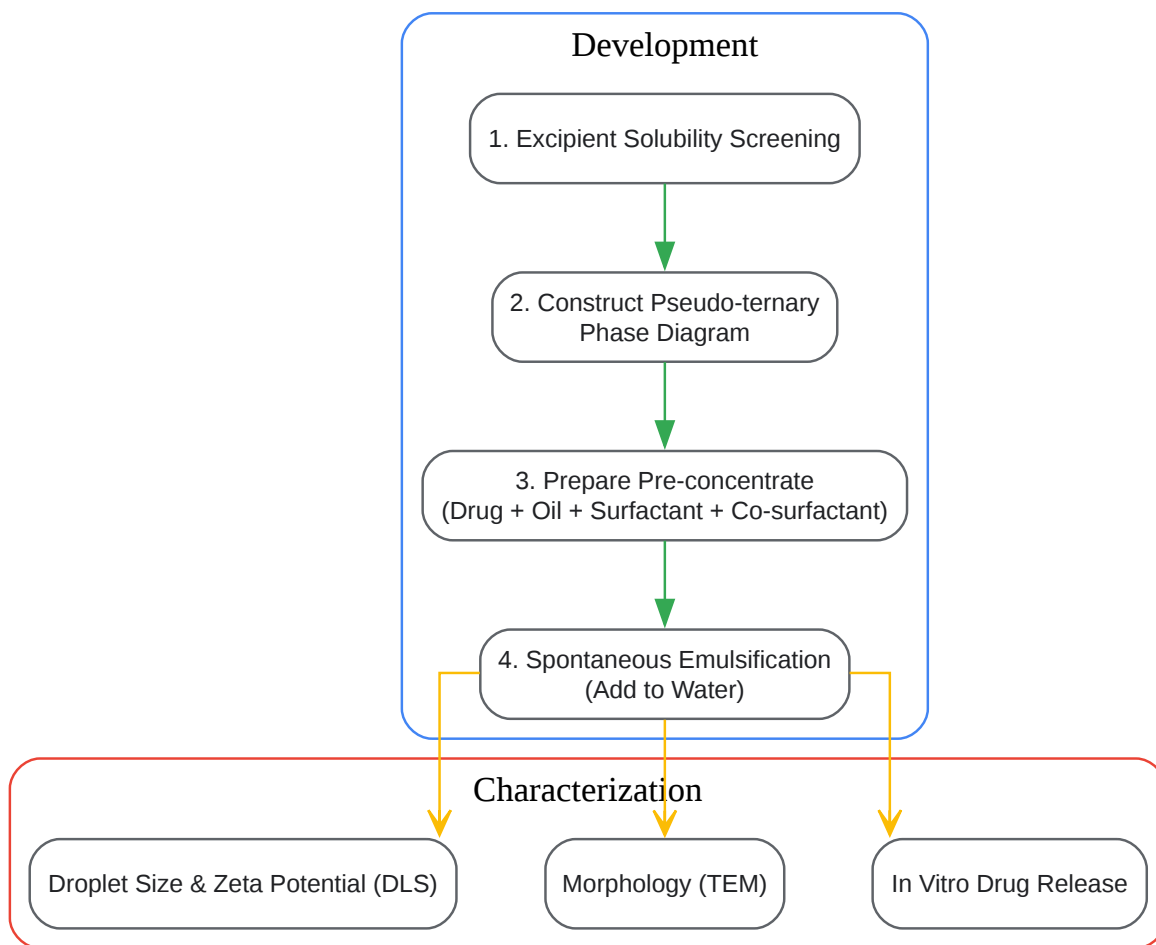 Development
1. Excipient Solubility Screening
2. Construct Pseudo-ternary
Phase Diagram
3. Prepare Pre-concentrate
(Drug + Oil + Surfactant + Co-surfactant)
4. Spontaneous Emulsification
(Add to Water)
Characterization
Droplet Size & Zeta Potential (DLS)
Morphology (TEM)
In Vitro Drug Release